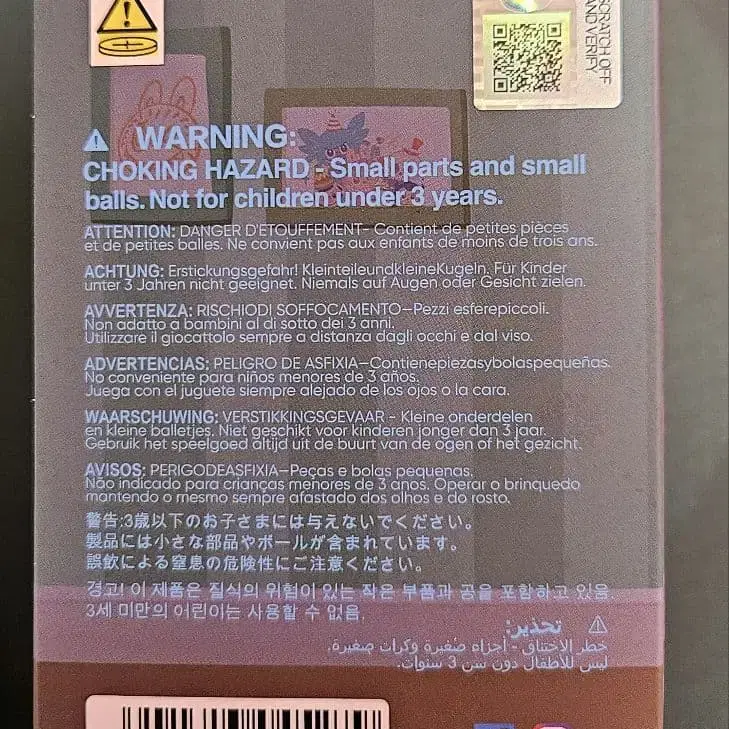 SCRATCH OFF
AND VERIFY
WARNING:
CHOKING HAZARD - Small parts and small
balls. Not for children under 3 years.
ATTENTION: DANGER D'ETOUFFEMENT- Contient de petites pièces
et de petites balles. Ne convient pas aux enfants de moins de trois ans.
ACHTUNG: Erstickungsgefahr! KleinteileundkleineKugeln. Für Kinder
unter 3 Jahren nicht geeignet. Niemals auf Augen oder Gesicht zielen.
AVVERTENZA: RISCHIODI SOFFOCAMENTO—Pezzi esferepiccoli.
Non adatto a bambini al di sotto dei 3 anni.
Utilizzare il giocattolo sempre a distanza dagli occhi e dal viso.
ADVERTENCIAS: PELIGRO DE ASFIXIA—Contienepiezasybolaspequeñas.
No conveniente para niños menores de 3 años.
Juega con el juguete siempre alejado de los ojos o la cara.
WAARSCHUWING: VERSTIKKINGSGEVAAR - Kleine onderdelen
en kleine balletjes. Niet geschikt voor kinderen jonger dan 3 jaar.
Gebruik het speelgoed altijd uit de buurt van de ogen of het gezicht.
AVISOS: PERIGODEASFIXIA—Peças e bolas pequenas.
Não indicado para crianças menores de 3 anos. Operar o brinquedo
mantendo o mesmo sempre afastado dos olhos e do rosto.
警告:3歳以下のお子さまには与えないでください。
製品には小さな部品やボールが含まれています。
誤飲による窒息の危険性にご注意ください。
경고! 이 제품은 질식의 위험이 있는 작은 부품과 공을 포함하고 있음.
3세 미만의 어린이는 사용할 수 없음.
تحذير:
خطر الاختناق - أجزاء صغيرة وكرات صغيرة.
ليس للأطفال دون سن 3 سنوات.